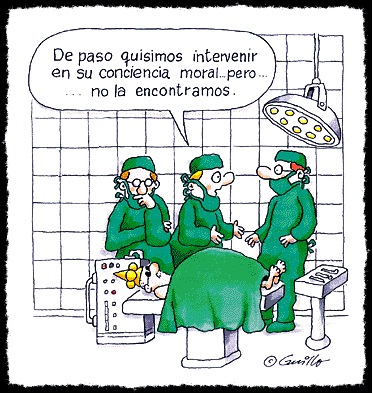 De paso quisimos intervenir
en su conciencia moral...pero...
... no la encontramos.
© Guillo